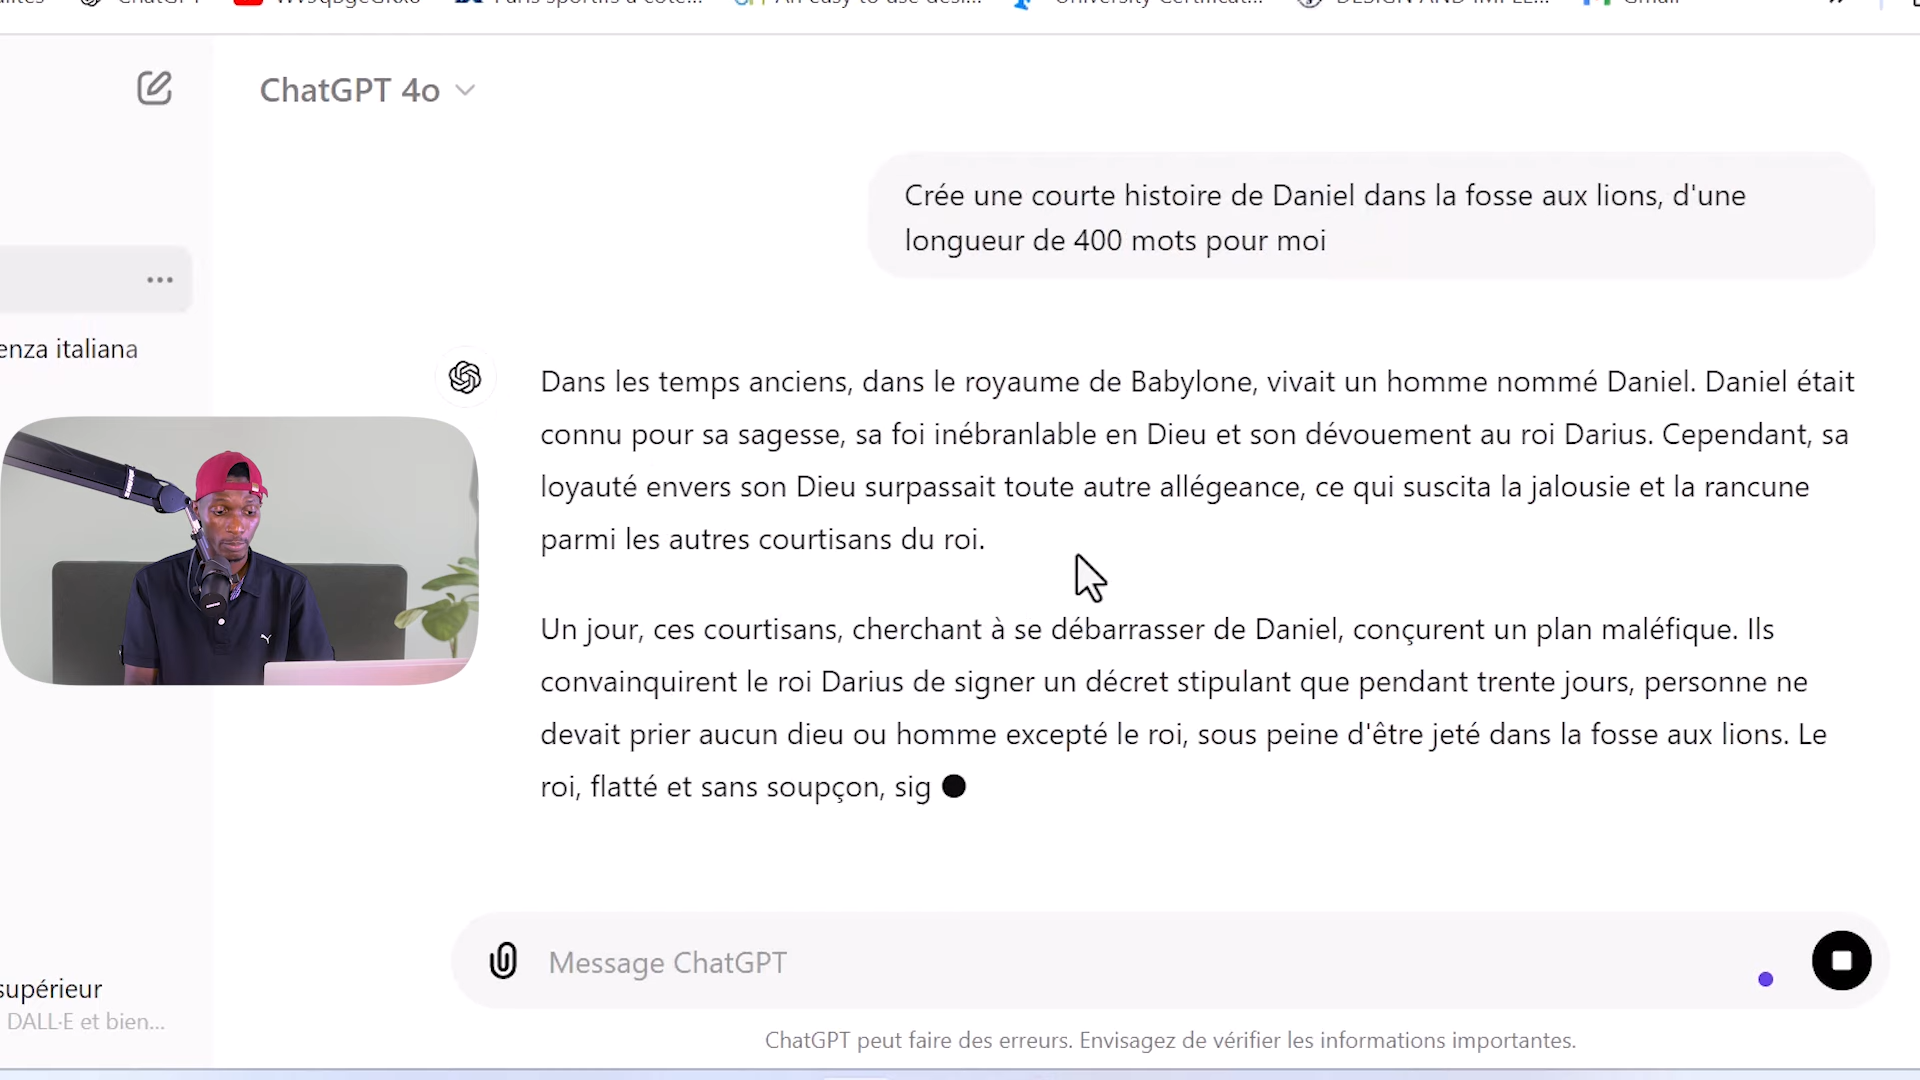 ChatGPT 4o
Crée une courte histoire de Daniel dans la fosse aux lions, d'une
longueur de 400 mots pour moi
enza italiana
Dans les temps anciens, dans le royaume de Babylone, vivait un homme nommé Daniel. Daniel était
connu pour sa sagesse, sa foi inébranlable en Dieu et son dévouement au roi Darius. Cependant, sa
loyauté envers son Dieu surpassait toute autre allégeance, ce qui suscita la jalousie et la rancune
parmi les autres courtisans du roi.
Un jour, ces courtisans, cherchant à se débarrasser de Daniel, conçurent un plan maléfique. Ils
convainquirent le roi Darius de signer un décret stipulant que pendant trente jours, personne ne
devait prier aucun dieu ou homme excepté le roi, sous peine d'être jeté dans la fosse aux lions. Le
roi, flatté et sans soupçon, sig
Message ChatGPT
supérieur
DALL·E et bien...
ChatGPT peut faire des erreurs. Envisagez de vérifier les informations importantes.